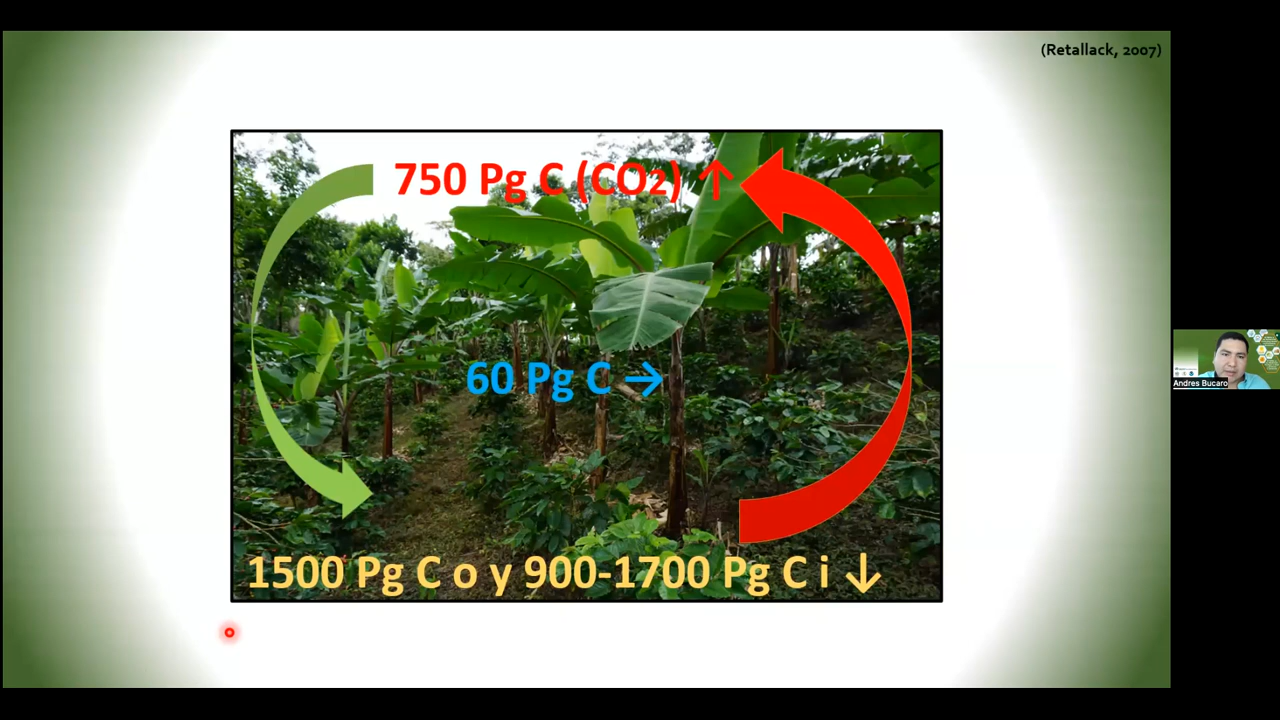 (Retallack, 2007)
750 Pg C (CO2) ↑
60 Pg C →
1500 Pg C o y 900-1700 Pg C i ↓
Andres Bucaro